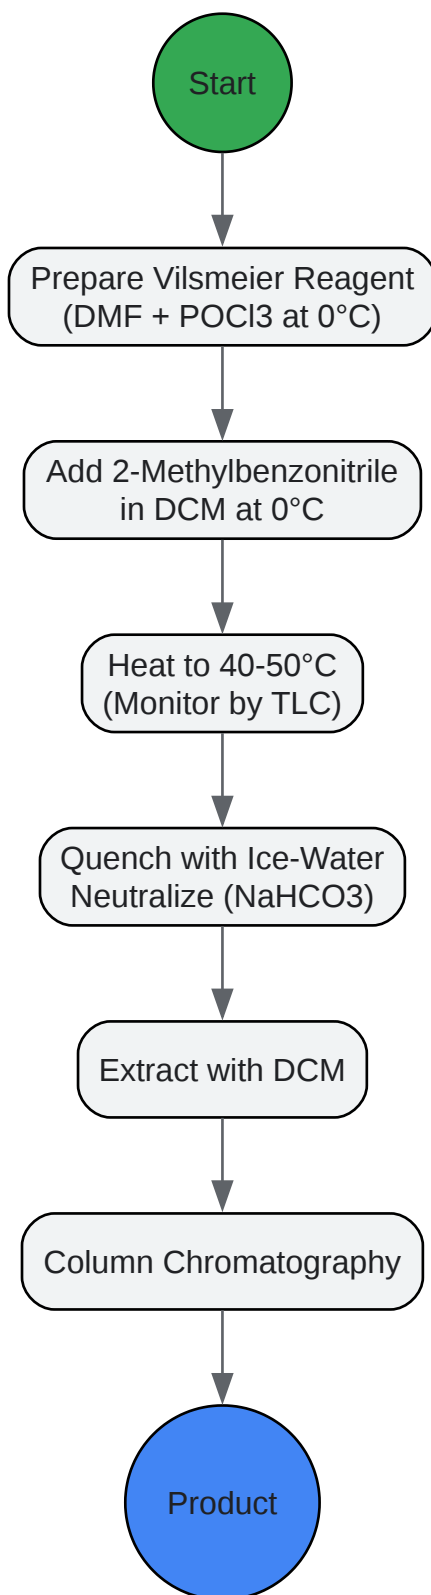 Start
Prepare Vilsmeier Reagent
(DMF + POCl3 at 0°C)
Add 2-Methylbenzonitrile
in DCM at 0°C
Heat to 40-50°C
(Monitor by TLC)
Quench with Ice-Water
Neutralize (NaHCO3)
Extract with DCM
Column Chromatography
Product